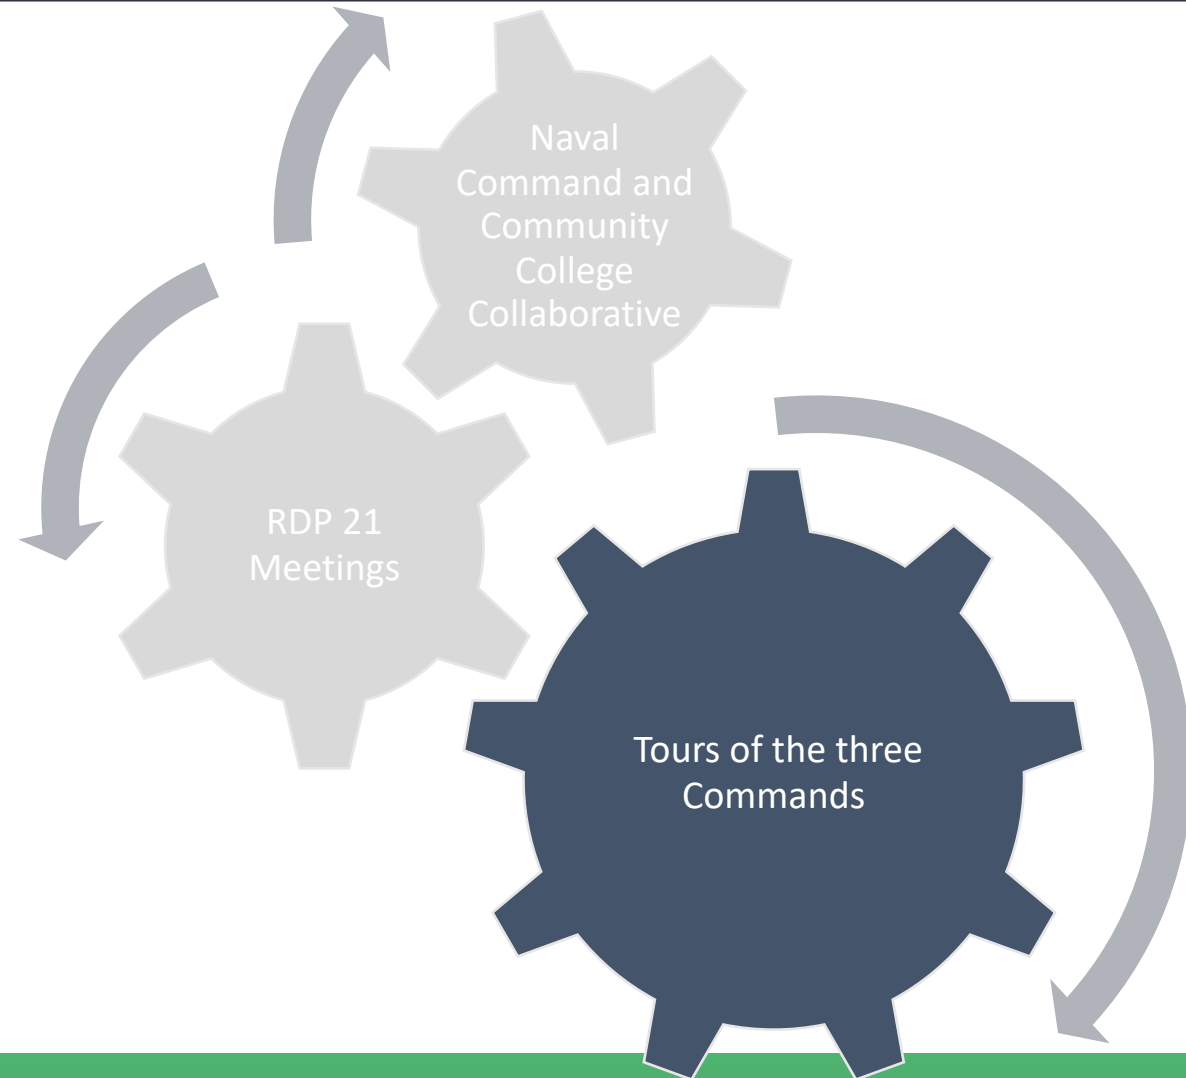 Naval
Command and
Community
College
Collaborative
RDP 21
Meetings
Tours of the three
Commands